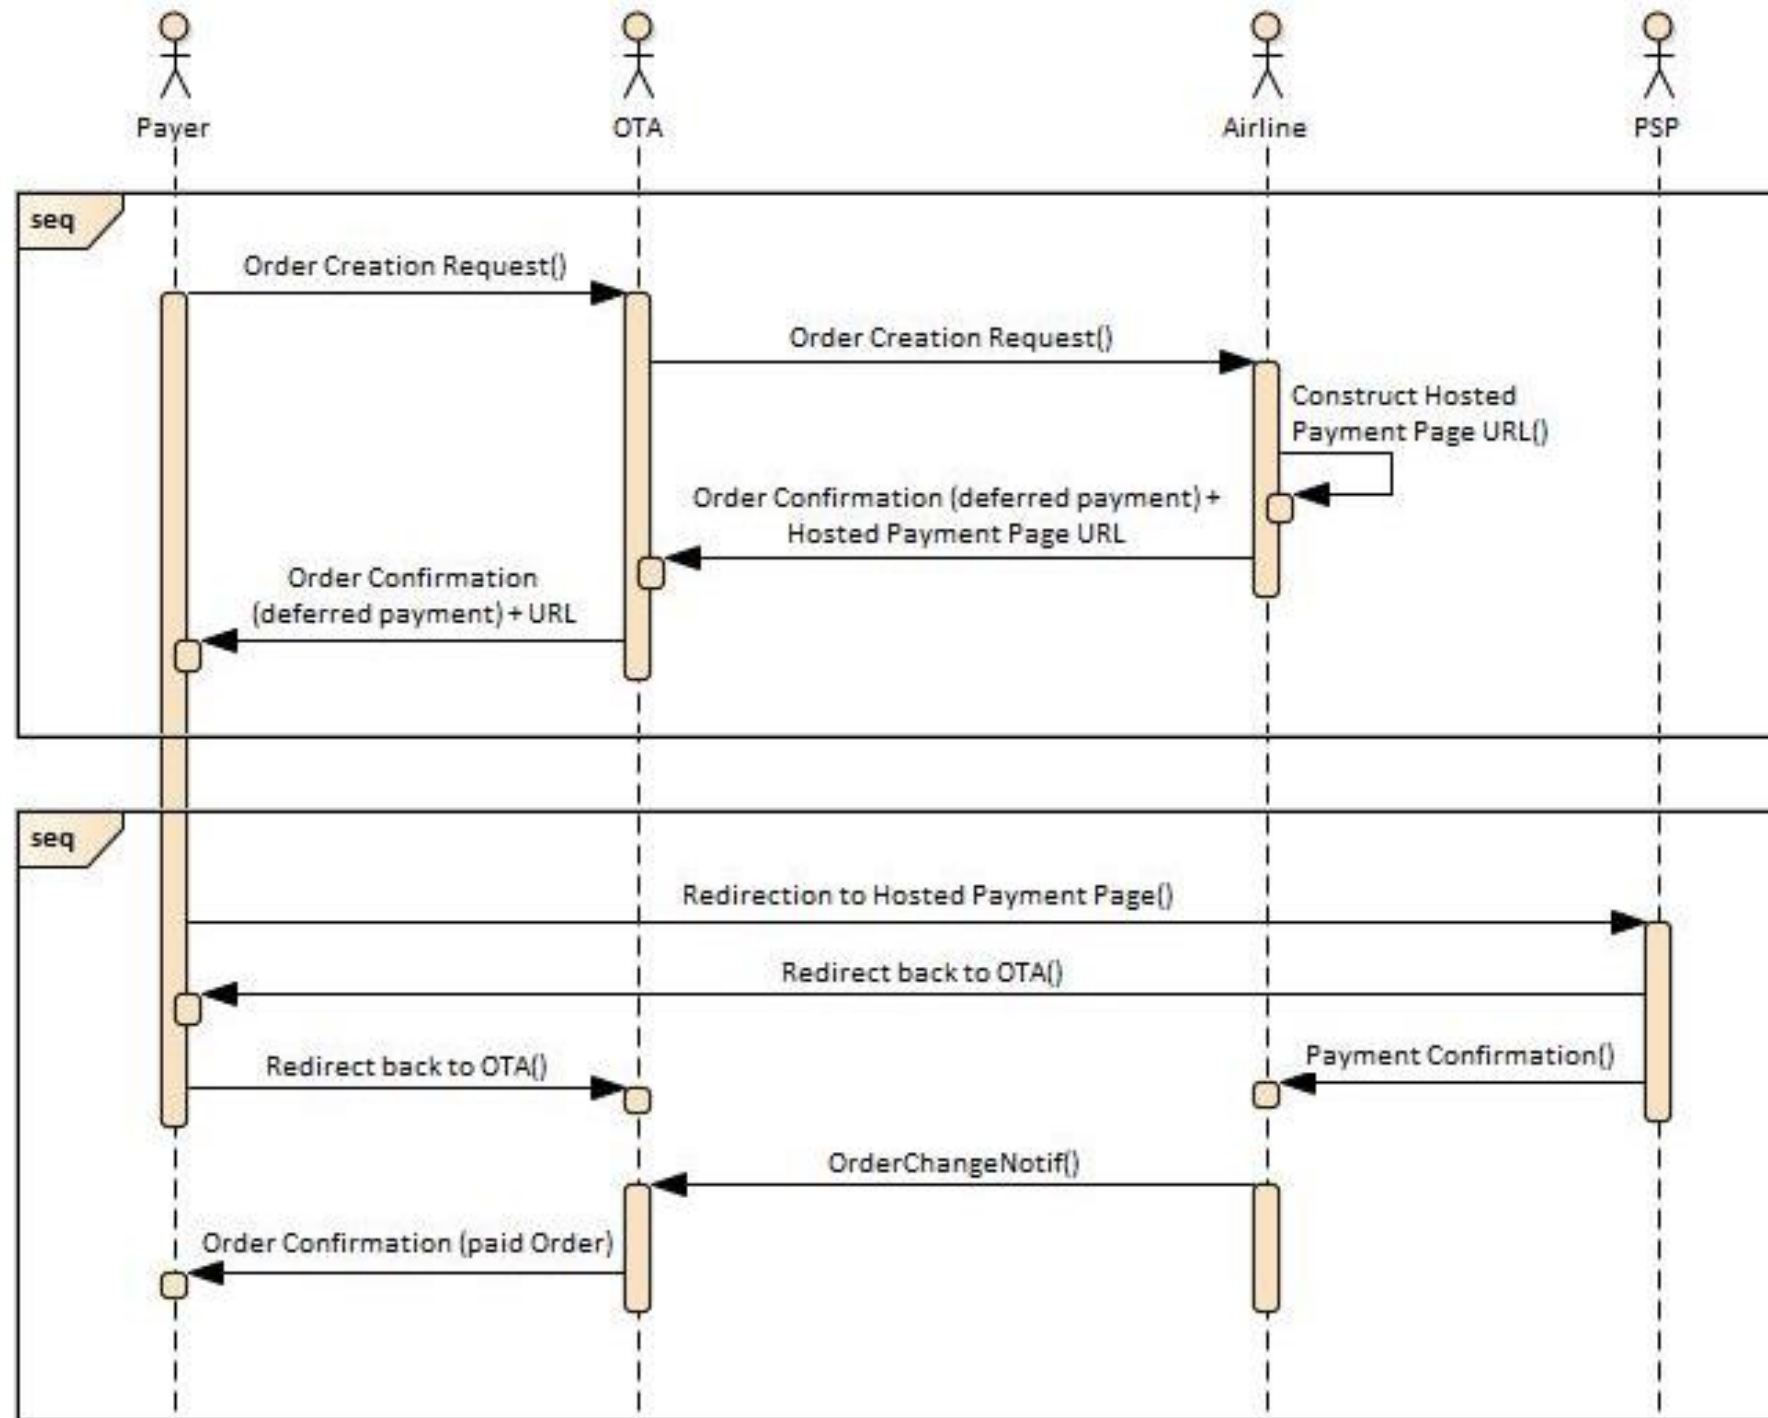 Payer
OTA
Airline
PSP
seq
Order Creation Request()
Order Creation Request()
Construct Hosted
Payment Page URL()
Order Confirmation (deferred payment) +
Hosted Payment Page URL
Order Confirmation
(deferred payment) + URL
seq
Redirection to Hosted Payment Page()
Redirect back to OTA()
Payment Confirmation()
Redirect back to OTA()
OrderChangeNotif()
Order Confirmation (paid Order)